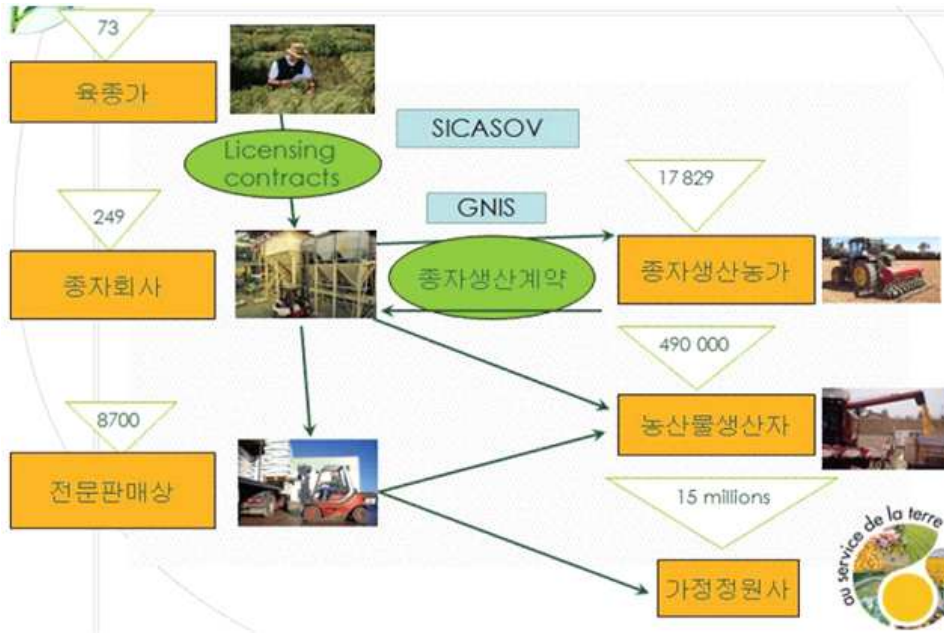 73
육종가
SICASOV
Licensing
contracts
17 829
GNIS
249
종자회사
종자생산계약
종자생산농가
490 000
8700
농산물생산자
전문판매상
15 millions
가정정원사
au service de la terre